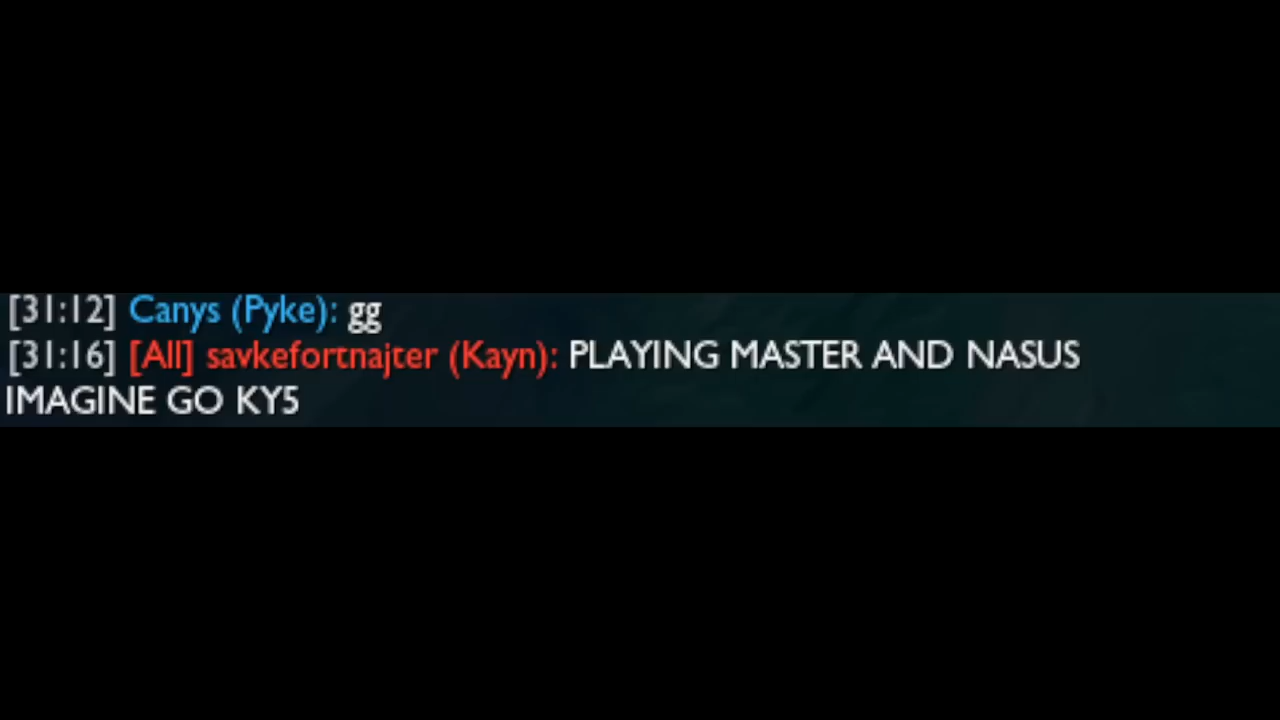 [31:12] Canys (Pyke): gg
[31:16] [All] savkefortnajter (Kayn): PLAYING MASTER AND NASUS
IMAGINE GO KY5